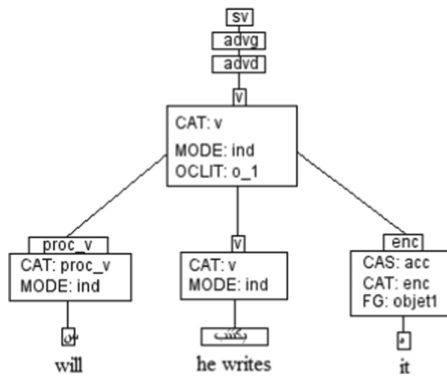 sv
advg
advd
v
CAT: v
MODE: ind
OCLIT: o_1
proc_v
CAT: proc_v
MODE: ind
v
CAT: v
MODE: ind
enc
CAS: acc
CAT: enc
FG: objet1
س
يكتب
ه
will
he writes
it